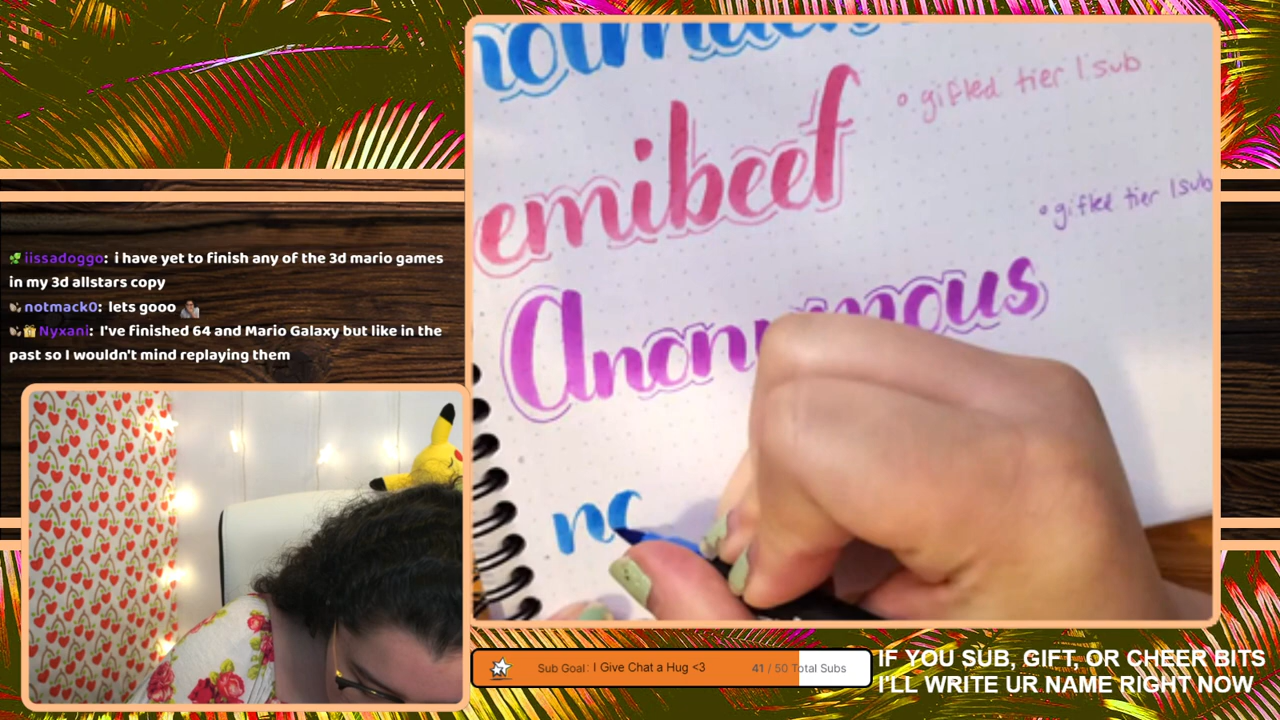 notmack
emibeef
° gifted tier 1 sub
° gifted tier 1 sub
Anonymous
iissadoggo: i have yet to finish any of the 3d mario games
in my 3d allstars copy
notmack0: lets gooo
Nyxani: I've finished 64 and Mario Galaxy but like in the
past so I wouldn't mind replaying them
Sub Goal: I Give Chat a Hug <3 41 / 50 Total Subs
IF YOU SUB, GIFT, OR CHEER BITS
I'LL WRITE UR NAME RIGHT NOW